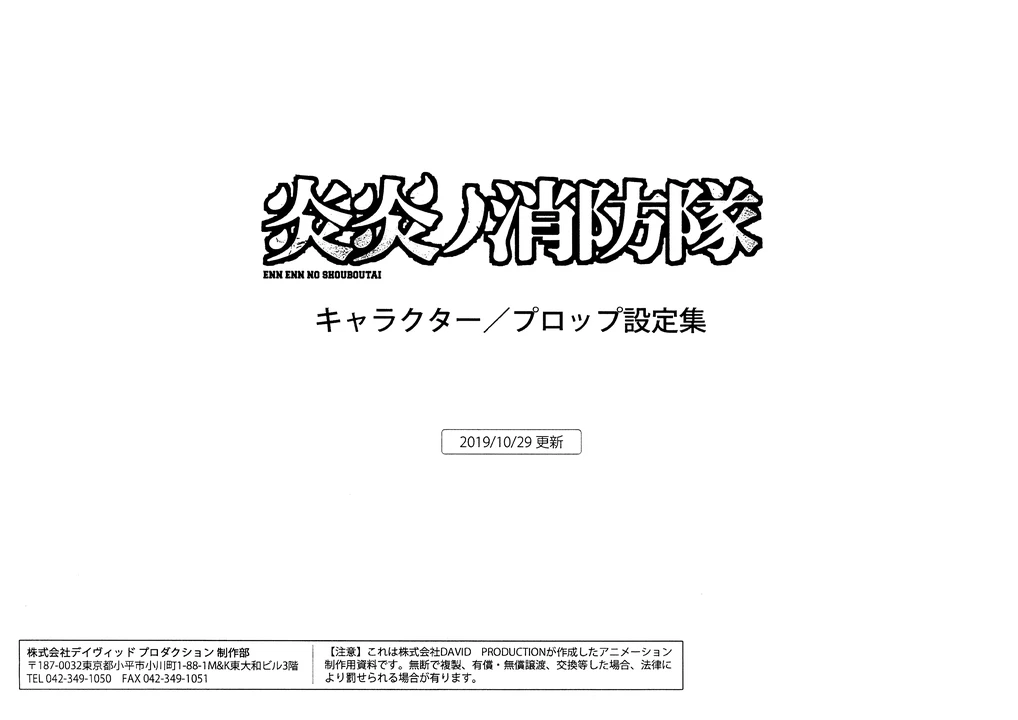 炎炎ノ消防隊
ENN ENN NO SHOUBOUTAI
キャラクター／プロップ設定集
2019/10/29 更新
株式会社デイヴィッド プロダクション 制作部
〒187-0032東京都小平市小川町1-88-1M&K東大和ビル3階
TEL 042-349-1050　FAX 042-349-1051
【注意】これは株式会社DAVID　PRODUCTIONが作成したアニメーション
制作用資料です。無断で複製、有償・無償譲渡、交換等した場合、法律に
より罰せられる場合が有ります。